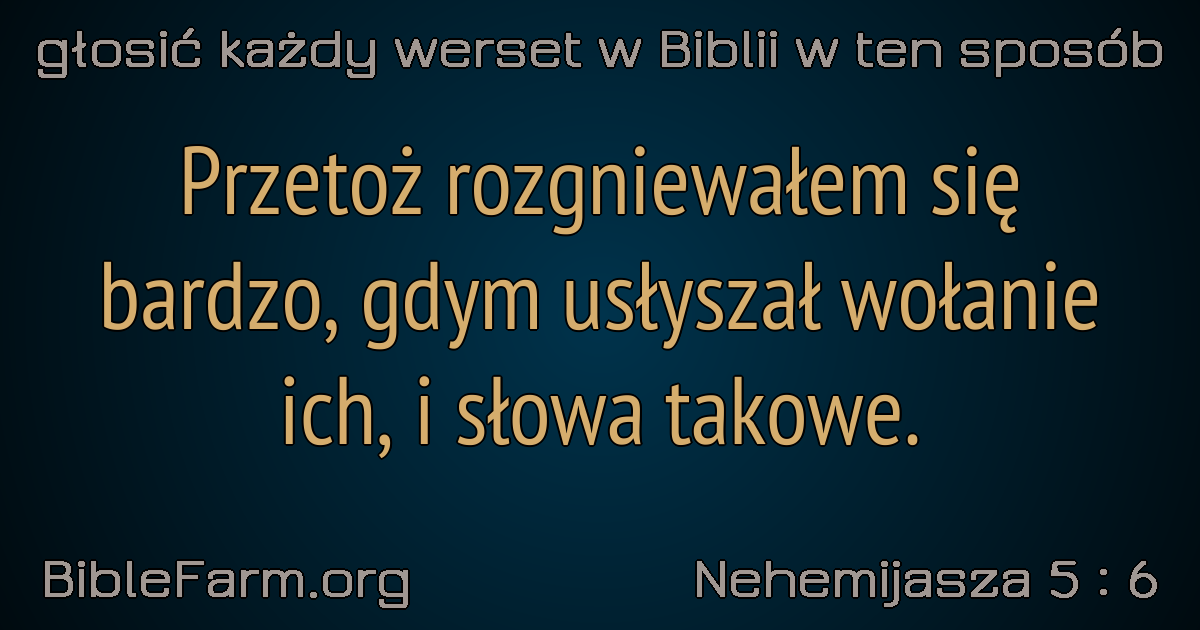 głosić każdy werset w Biblii w ten sposób
Przetoż rozgniewałem się
bardzo, gdym usłyszał wołanie
ich, i słowa takowe.
BibleFarm.org
Nehemijasza 5 : 6